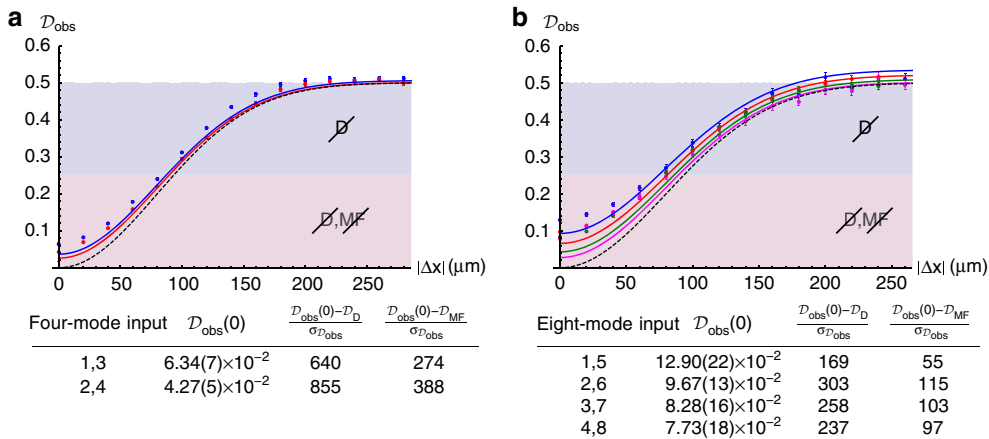 a
𝒟obs
0.6
0.5
0.4
0.3
0.2
0.1
D
D,MF
0 50 100 150 200 250
|Δx| (μm)
Four-mode input 𝒟obs(0) (𝒟obs(0)−𝒟D)/σ𝒟obs (𝒟obs(0)−𝒟MF)/σ𝒟obs
1,3 6.34(7)×10⁻² 640 274
2,4 4.27(5)×10⁻² 855 388
b
𝒟obs
0.6
0.5
0.4
0.3
0.2
0.1
D
D,MF
0 50 100 150 200 250
|Δx| (μm)
Eight-mode input 𝒟obs(0) (𝒟obs(0)−𝒟D)/σ𝒟obs (𝒟obs(0)−𝒟MF)/σ𝒟obs
1,5 12.90(22)×10⁻² 169 55
2,6 9.67(13)×10⁻² 303 115
3,7 8.28(16)×10⁻² 258 103
4,8 7.73(18)×10⁻² 237 97